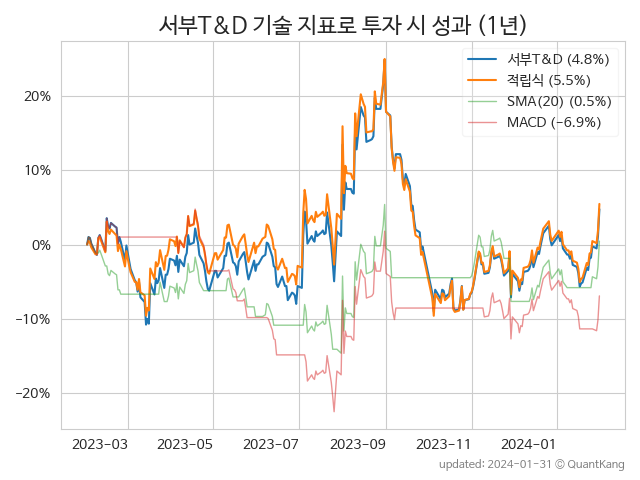 서부T&D 기술 지표로 투자 시 성과 (1년)
서부T&D (4.8%)
적립식 (5.5%)
SMA(20) (0.5%)
MACD (-6.9%)
20%
10%
0%
-10%
-20%
2023-03 2023-05 2023-07 2023-09 2023-11 2024-01
updated: 2024-01-31 © QuantKang